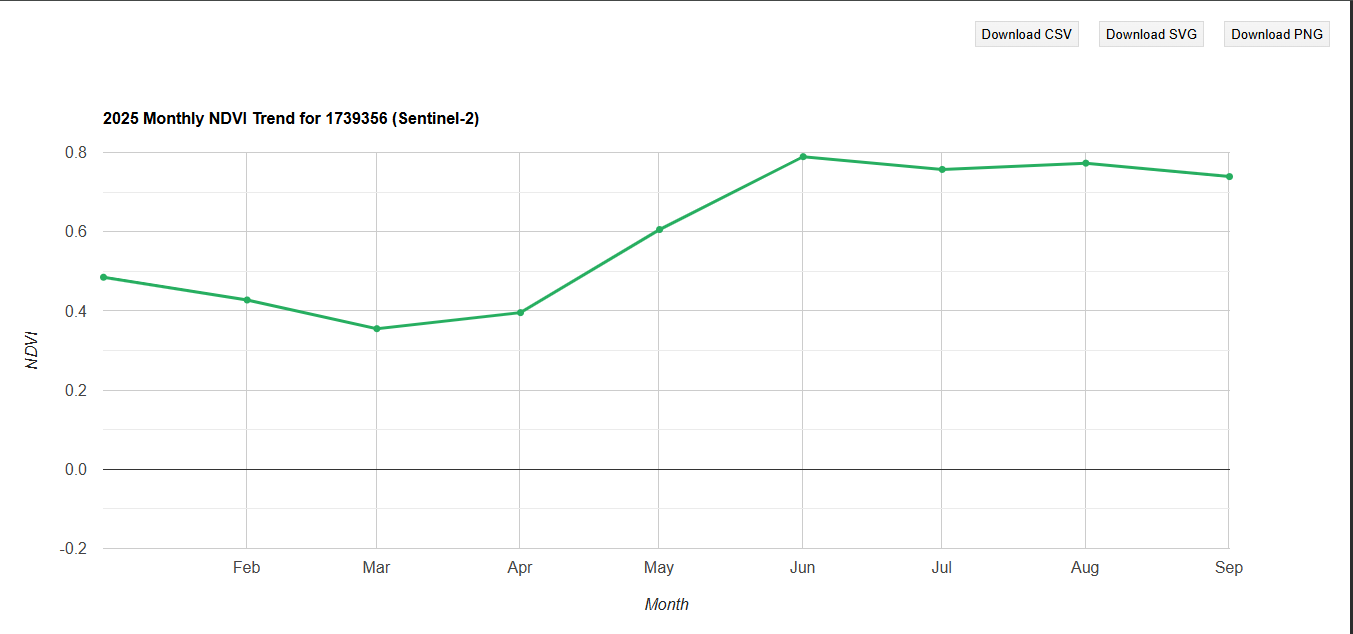 Download CSV Download SVG Download PNG
2025 Monthly NDVI Trend for 1739356 (Sentinel-2)
0.8
0.6
0.4
0.2
0.0
-0.2
NDVI
Feb Mar Apr May Jun Jul Aug Sep
Month